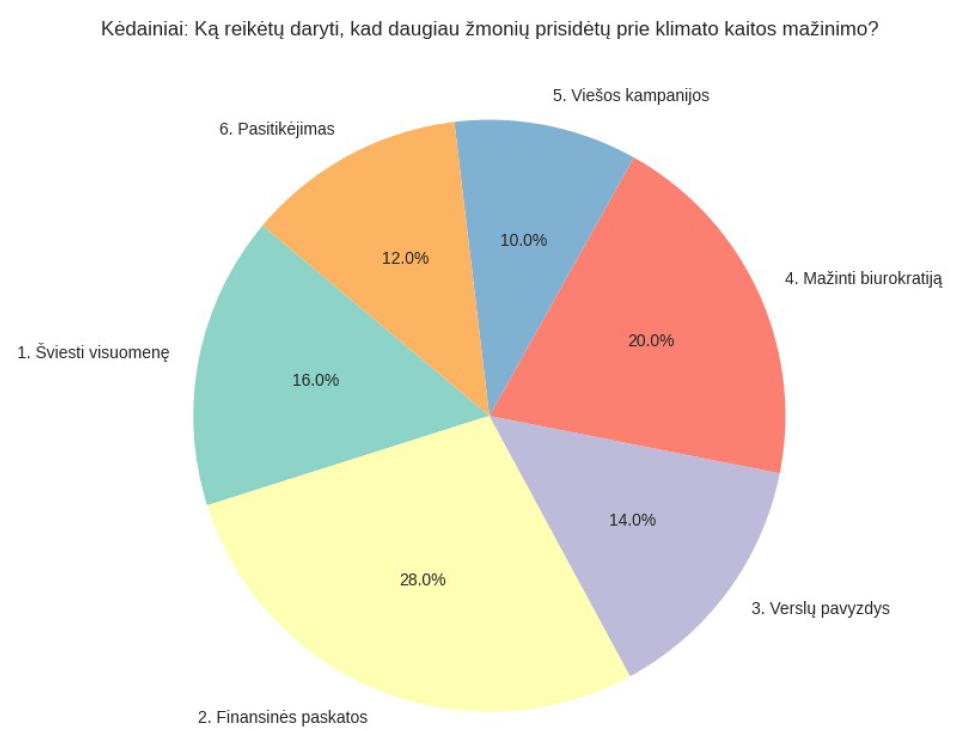 Kėdainiai: Ką reikėtų daryti, kad daugiau žmonių prisidėtų prie klimato kaitos mažinimo?
5. Viešos kampanijos
6. Pasitikėjimas
10.0%
12.0%
4. Mažinti biurokratiją
20.0%
1. Šviesti visuomenę
16.0%
14.0%
28.0%
3. Verslų pavyzdys
2. Finansinės paskatos